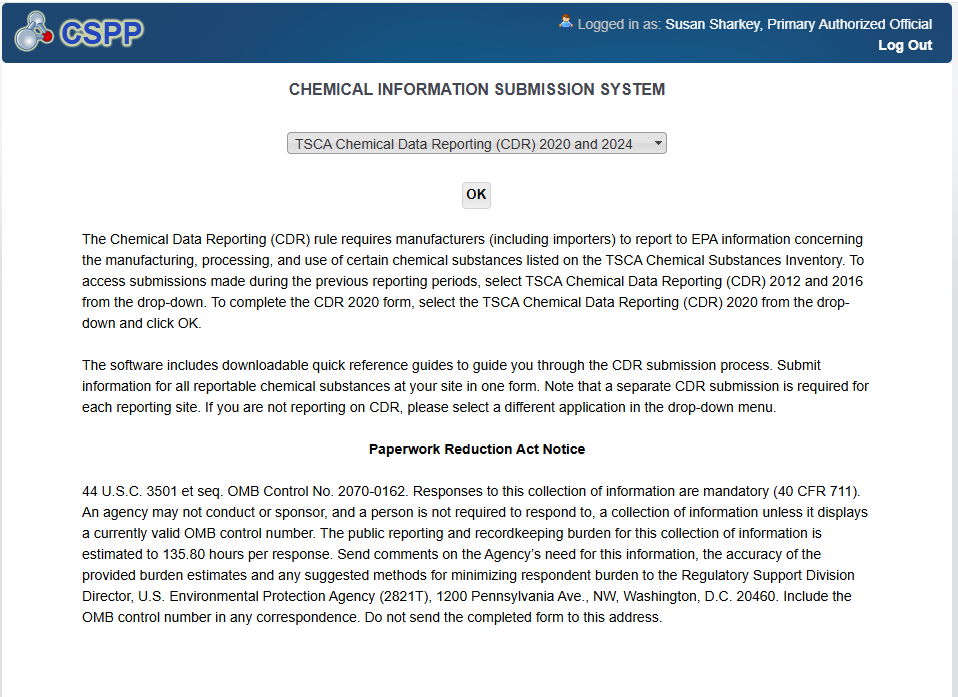 CSPP
Logged in as: Susan Sharkey, Primary Authorized Official
Log Out
CHEMICAL INFORMATION SUBMISSION SYSTEM
TSCA Chemical Data Reporting (CDR) 2020 and 2024
OK
The Chemical Data Reporting (CDR) rule requires manufacturers (including importers) to report to EPA information concerning
the manufacturing, processing, and use of certain chemical substances listed on the TSCA Chemical Substances Inventory. To
access submissions made during the previous reporting periods, select TSCA Chemical Data Reporting (CDR) 2012 and 2016
from the drop-down. To complete the CDR 2020 form, select the TSCA Chemical Data Reporting (CDR) 2020 from the drop-
down and click OK.
The software includes downloadable quick reference guides to guide you through the CDR submission process. Submit
information for all reportable chemical substances at your site in one form. Note that a separate CDR submission is required for
each reporting site. If you are not reporting on CDR, please select a different application in the drop-down menu.
Paperwork Reduction Act Notice
44 U.S.C. 3501 et seq. OMB Control No. 2070-0162. Responses to this collection of information are mandatory (40 CFR 711).
An agency may not conduct or sponsor, and a person is not required to respond to, a collection of information unless it displays
a currently valid OMB control number. The public reporting and recordkeeping burden for this collection of information is
estimated to 135.80 hours per response. Send comments on the Agency's need for this information, the accuracy of the
provided burden estimates and any suggested methods for minimizing respondent burden to the Regulatory Support Division
Director, U.S. Environmental Protection Agency (2821T), 1200 Pennsylvania Ave., NW, Washington, D.C. 20460. Include the
OMB control number in any correspondence. Do not send the completed form to this address.